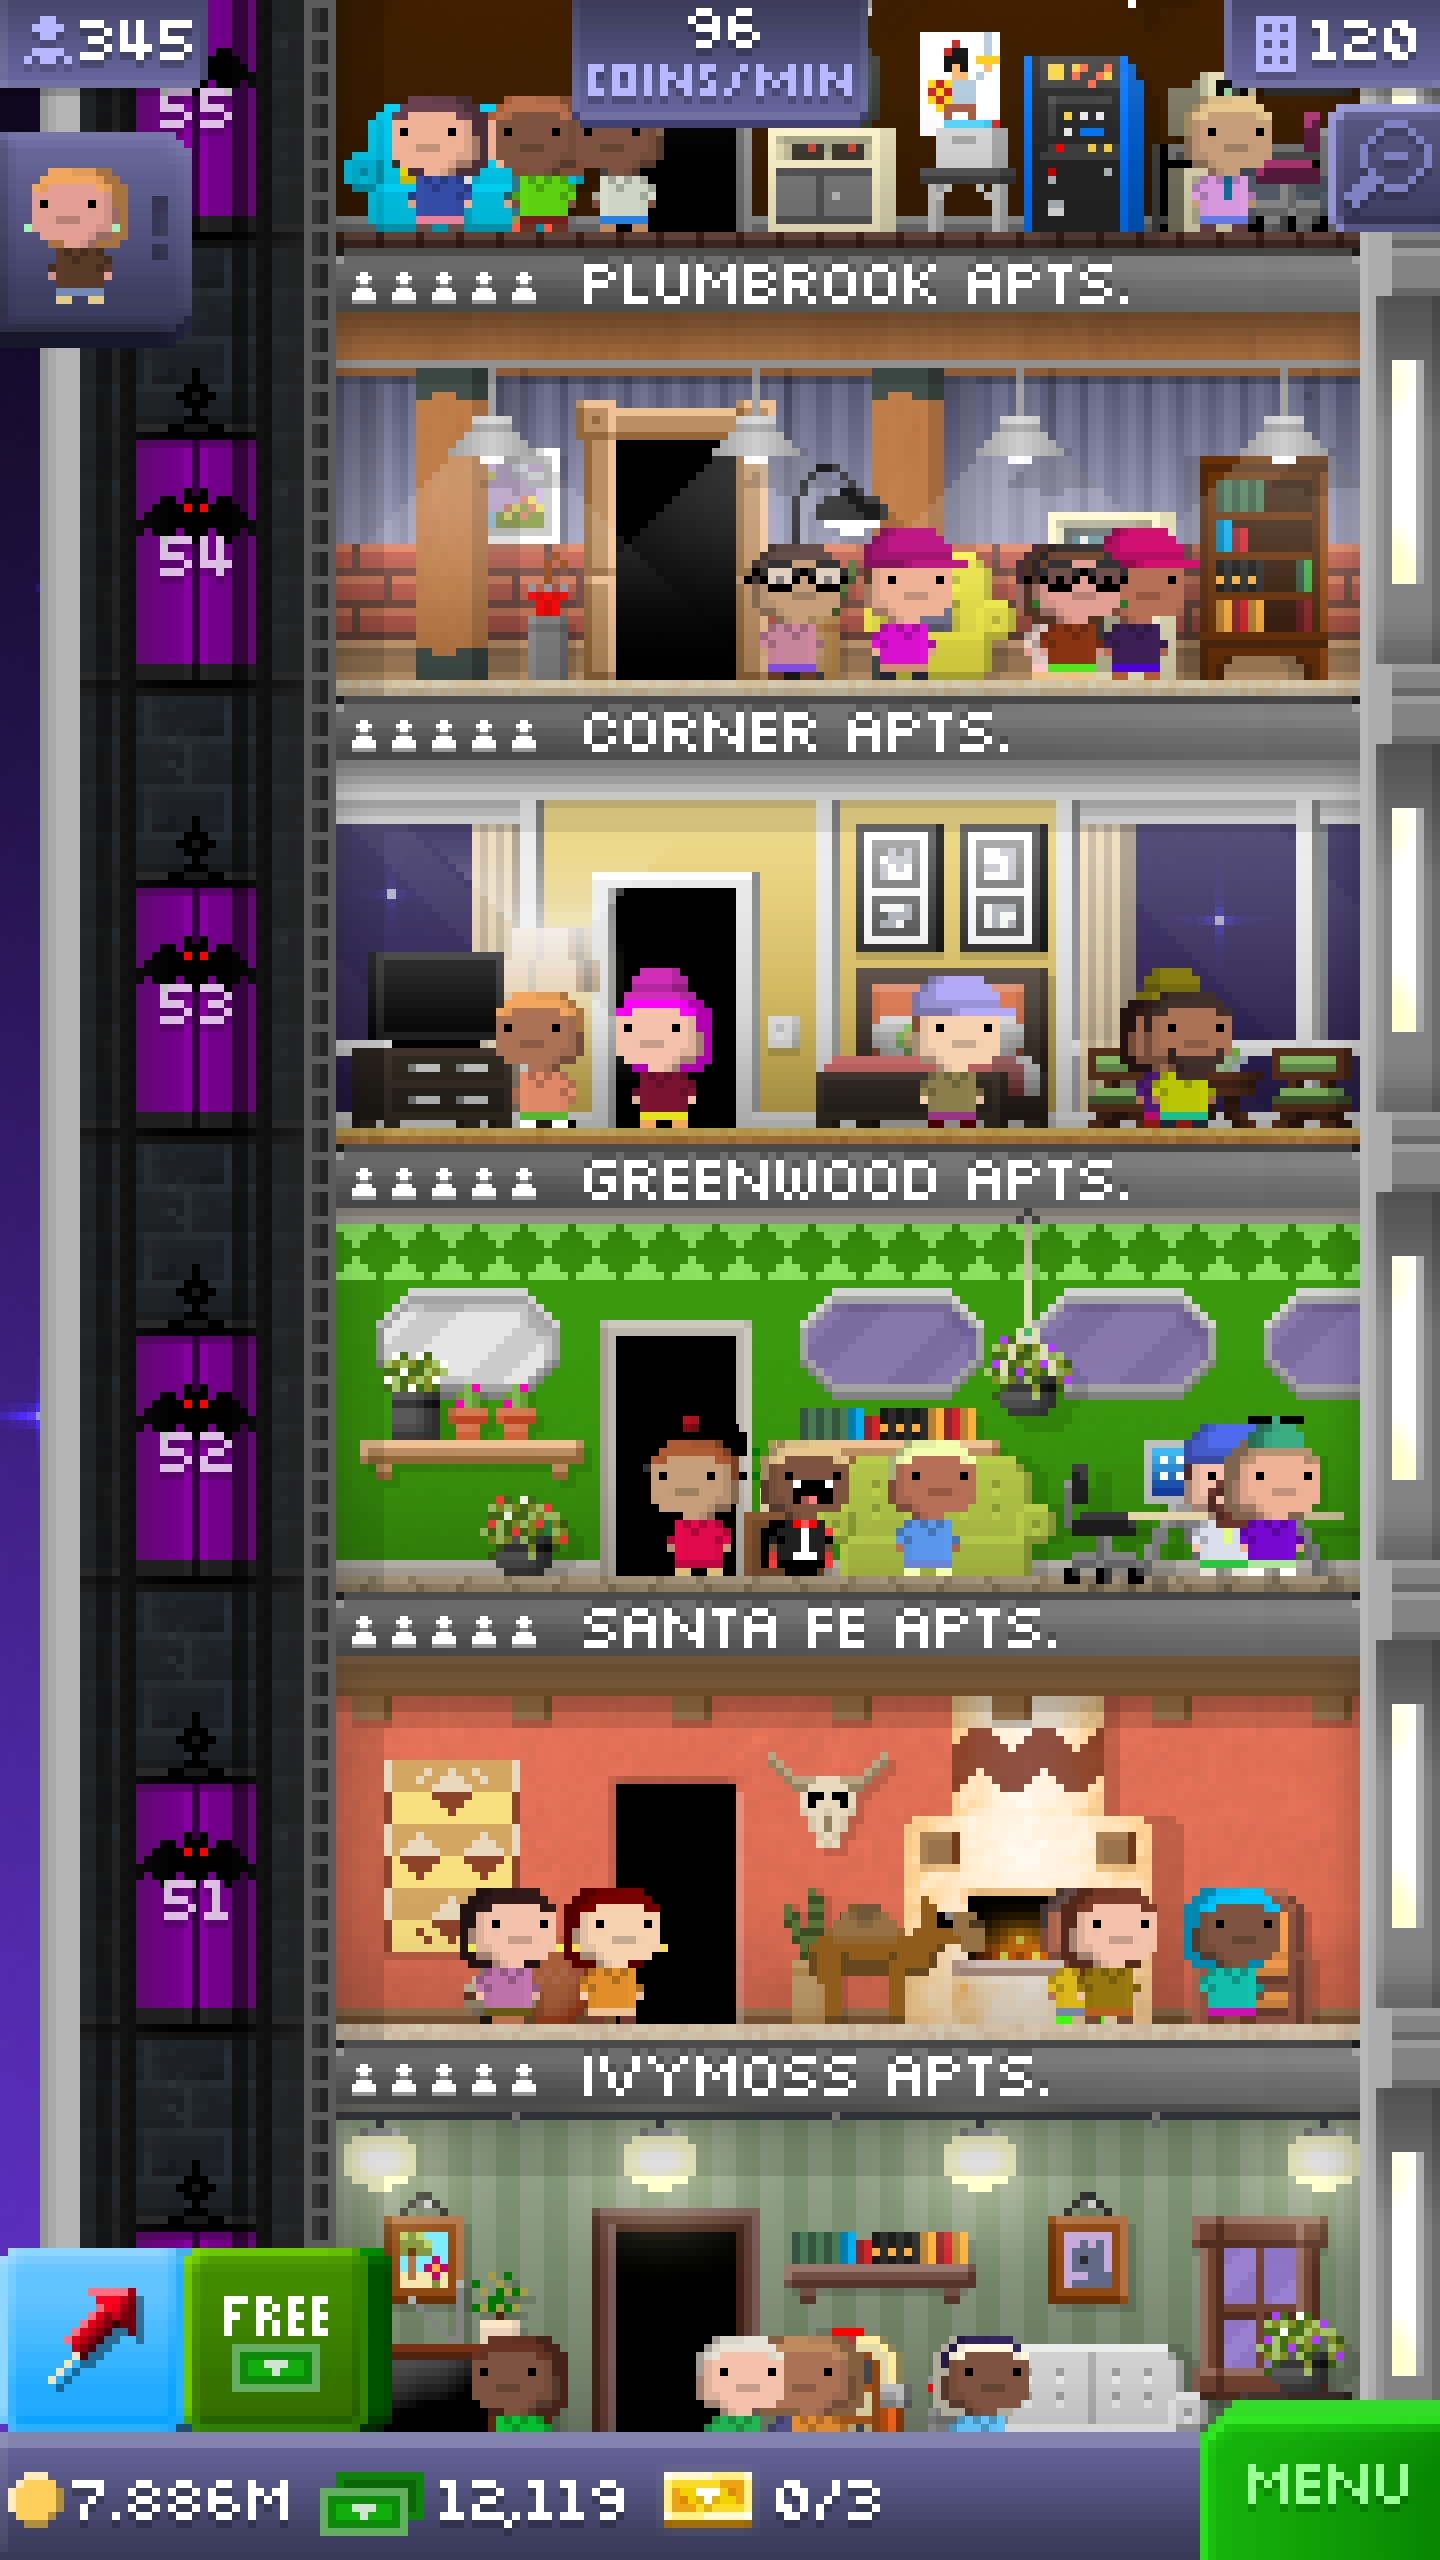 345
96
COINS/MIN
120
55
PLUMBROOK APTS.
54
CORNER APTS.
53
GREENWOOD APTS.
52
1
SANTA FE APTS.
51
IVYMOSS APTS.
FREE
7.886M
12,119
0/3
MENU